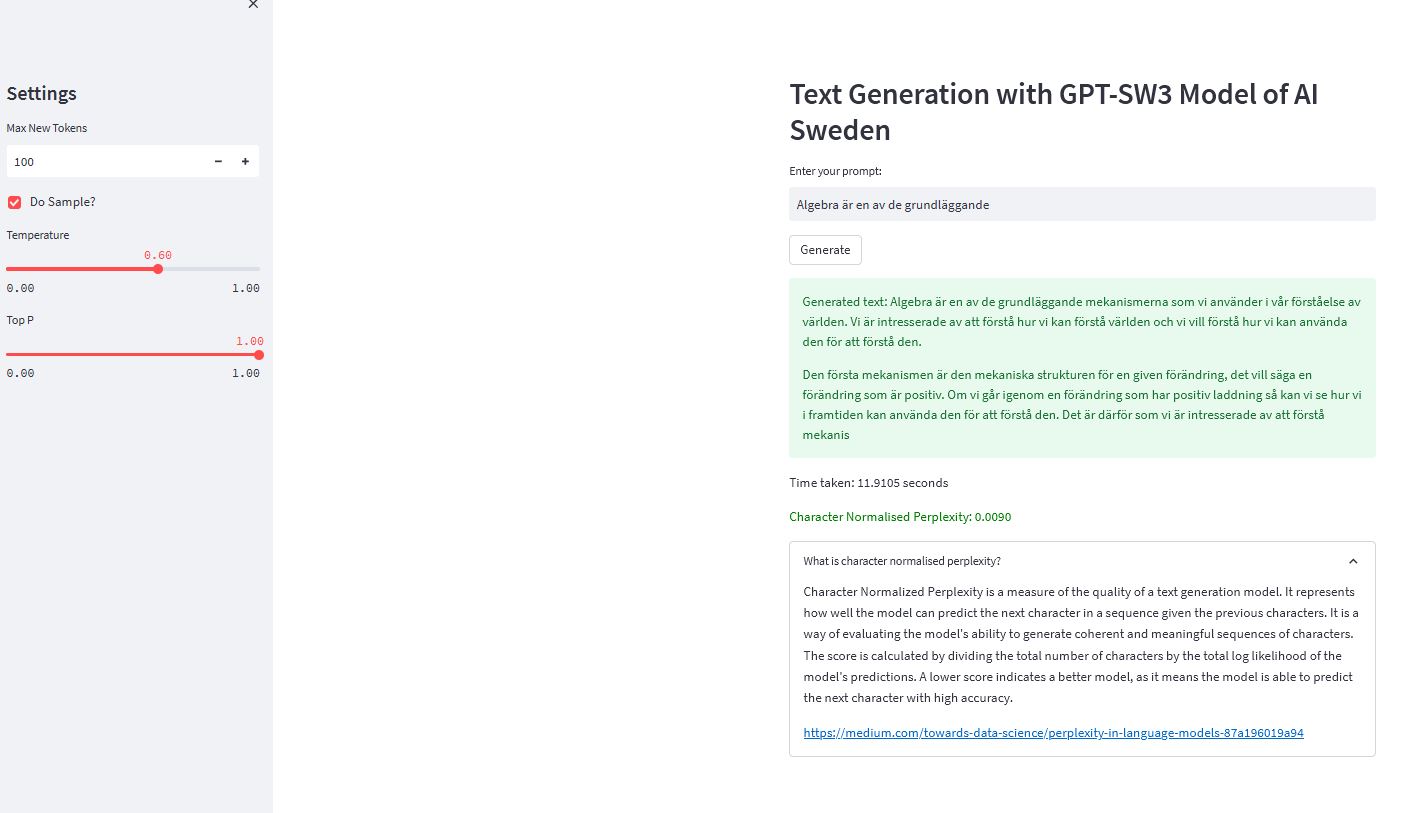 ×
Settings
Max New Tokens
100
− +
Do Sample?
Temperature
0.60
0.00 1.00
Top P
1.00
0.00 1.00
Text Generation with GPT-SW3 Model of AI
Sweden
Enter your prompt:
Algebra är en av de grundläggande
Generate
Generated text: Algebra är en av de grundläggande mekanismerna som vi använder i vår förståelse av
världen. Vi är intresserade av att förstå hur vi kan förstå världen och vi vill förstå hur vi kan använda
den för att förstå den.
Den första mekanismen är den mekaniska strukturen för en given förändring, det vill säga en
förändring som är positiv. Om vi går igenom en förändring som har positiv laddning så kan vi se hur vi
i framtiden kan använda den för att förstå den. Det är därför som vi är intresserade av att förstå
mekanis
Time taken: 11.9105 seconds
Character Normalised Perplexity: 0.0090
What is character normalised perplexity?
Character Normalized Perplexity is a measure of the quality of a text generation model. It represents
how well the model can predict the next character in a sequence given the previous characters. It is a
way of evaluating the model's ability to generate coherent and meaningful sequences of characters.
The score is calculated by dividing the total number of characters by the total log likelihood of the
model's predictions. A lower score indicates a better model, as it means the model is able to predict
the next character with high accuracy.
https://medium.com/towards-data-science/perplexity-in-language-models-87a196019a94